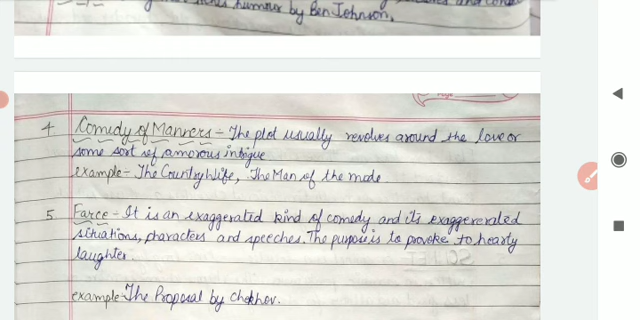 humour by Ben Johnson.
4. Comedy of Manners - The plot usually revolves around the love or
some sort of amorous intrigue
example - The Country Wife, The Man of the mode
5. Farce - It is an exaggerated kind of comedy and its exaggerated
situations, characters and speeches. The purpose is to provoke to hearty
laughter.
example - The Proposal by Chekhov.